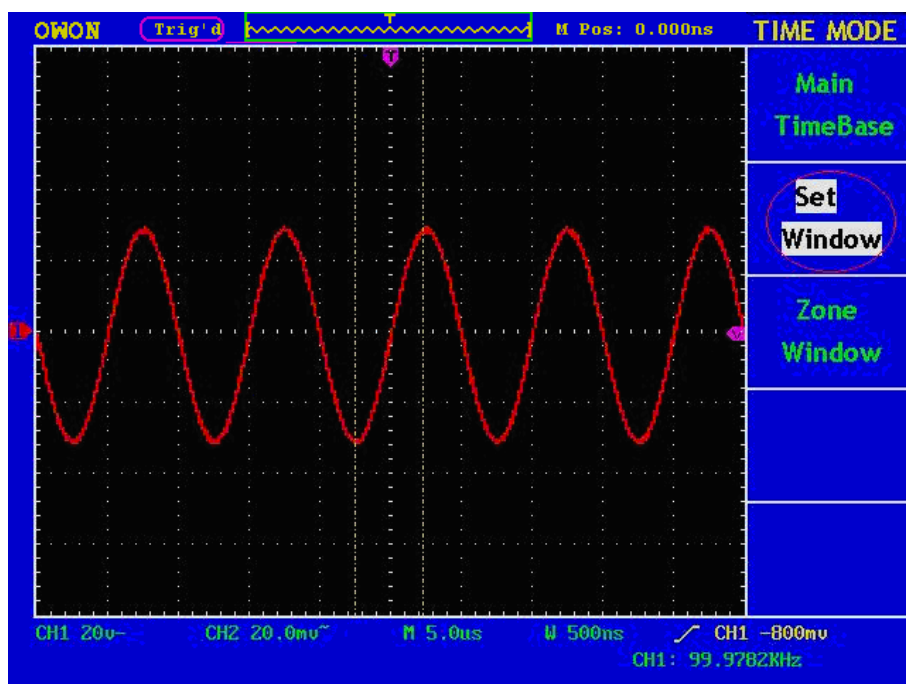 OWON Trig'd T M Pos: 0.000ns TIME MODE
T
Main
TimeBase
Set
Window
Zone
Window
1
CH1 20v- CH2 20.0mv~ M 5.0us W 500ns CH1 -800mv
CH1: 99.9782KHz